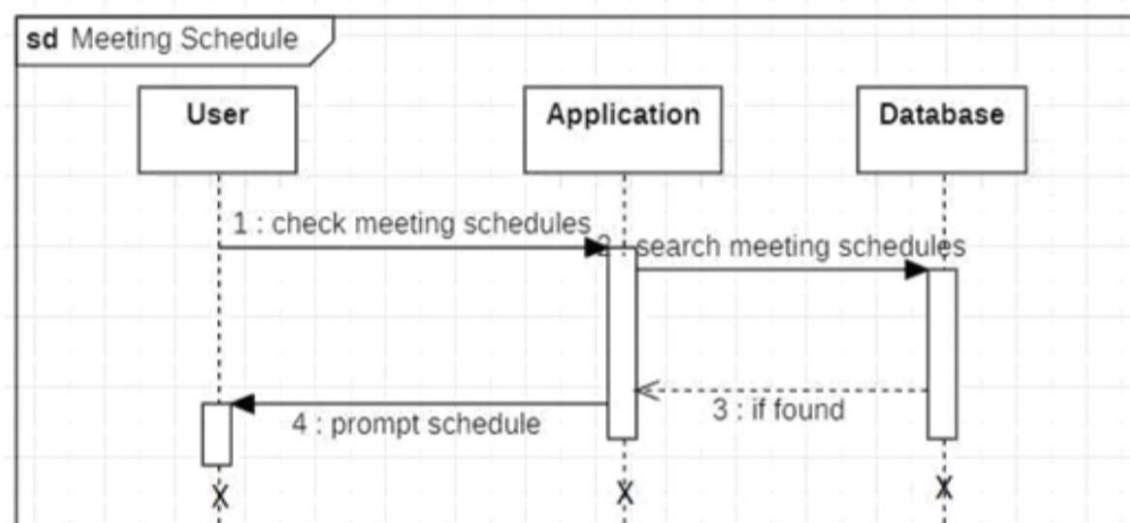 sd Meeting Schedule
User
Application
Database
1 : check meeting schedules
2 : search meeting schedules
3 : if found
4 : prompt schedule
X
X
X